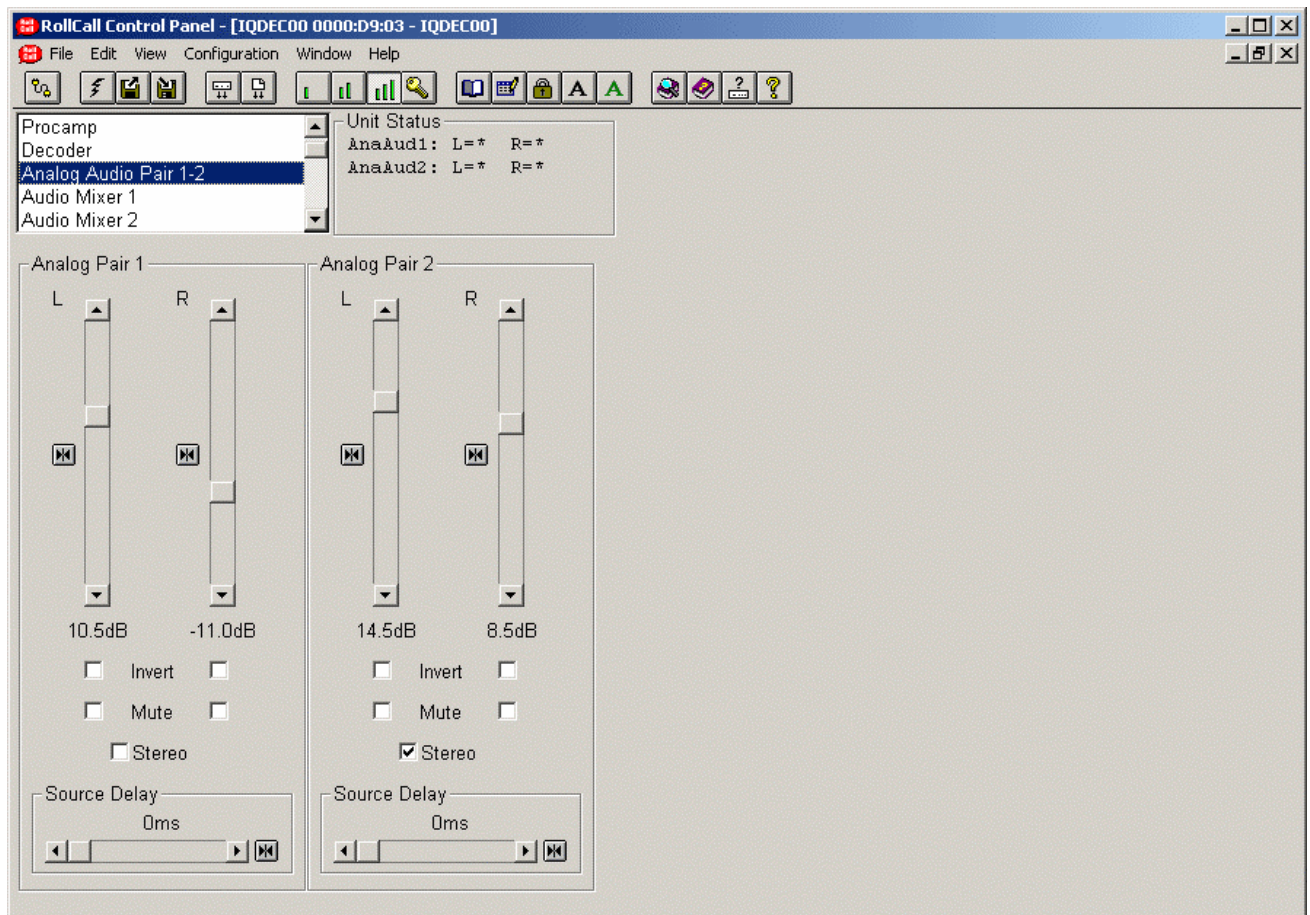 RollCall Control Panel - [IQDEC00 0000:D9:03 - IQDEC00]
File Edit View Configuration Window Help
A A ? ?
Procamp
Decoder
Analog Audio Pair 1-2
Audio Mixer 1
Audio Mixer 2
Unit Status
AnaAud1: L=* R=*
AnaAud2: L=* R=*
Analog Pair 1
L R
10.5dB -11.0dB
Invert
Mute
Stereo
Source Delay
0ms
Analog Pair 2
L R
14.5dB 8.5dB
Invert
Mute
Stereo
Source Delay
0ms